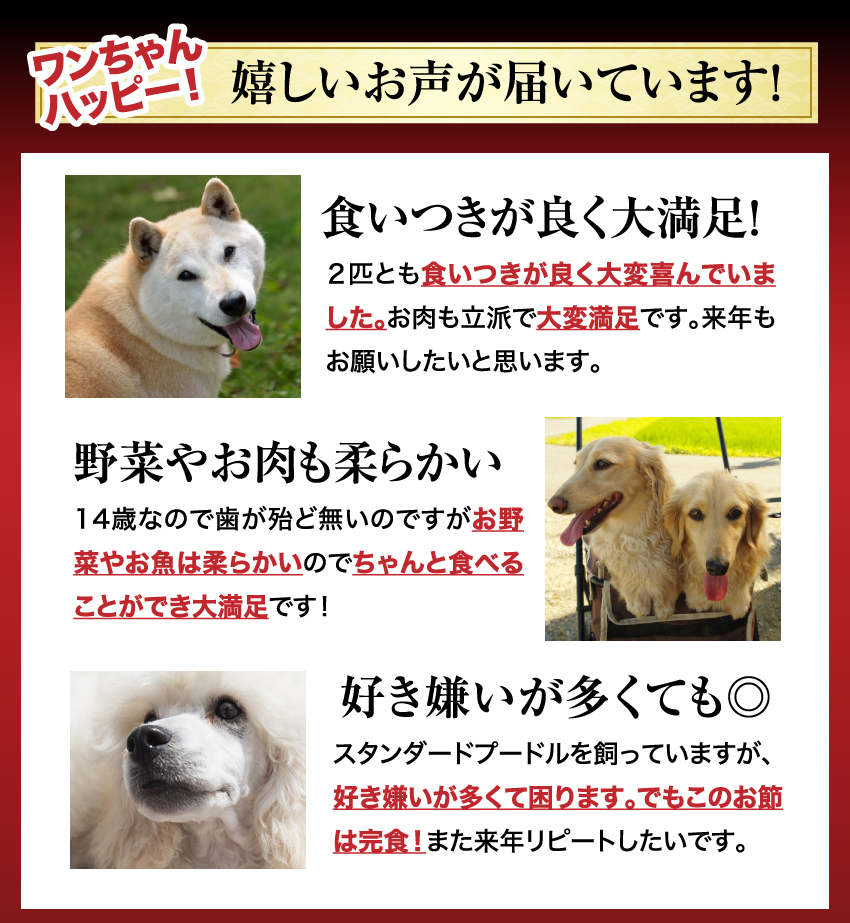 ワンちゃん
ハッピー!
嬉しいお声が届いています!
食いつきが良く大満足!
2匹とも食いつきが良く大変喜んでいま
した。お肉も立派で大変満足です。来年も
お願いしたいと思います。
野菜やお肉も柔らかい
14歳なので歯が殆ど無いのですがお野
菜やお魚は柔らかいのでちゃんと食べる
ことができ大満足です!
好き嫌いが多くても◎
スタンダードプードルを飼っていますが、
好き嫌いが多くて困ります。でもこのお節
は完食!また来年リピートしたいです。